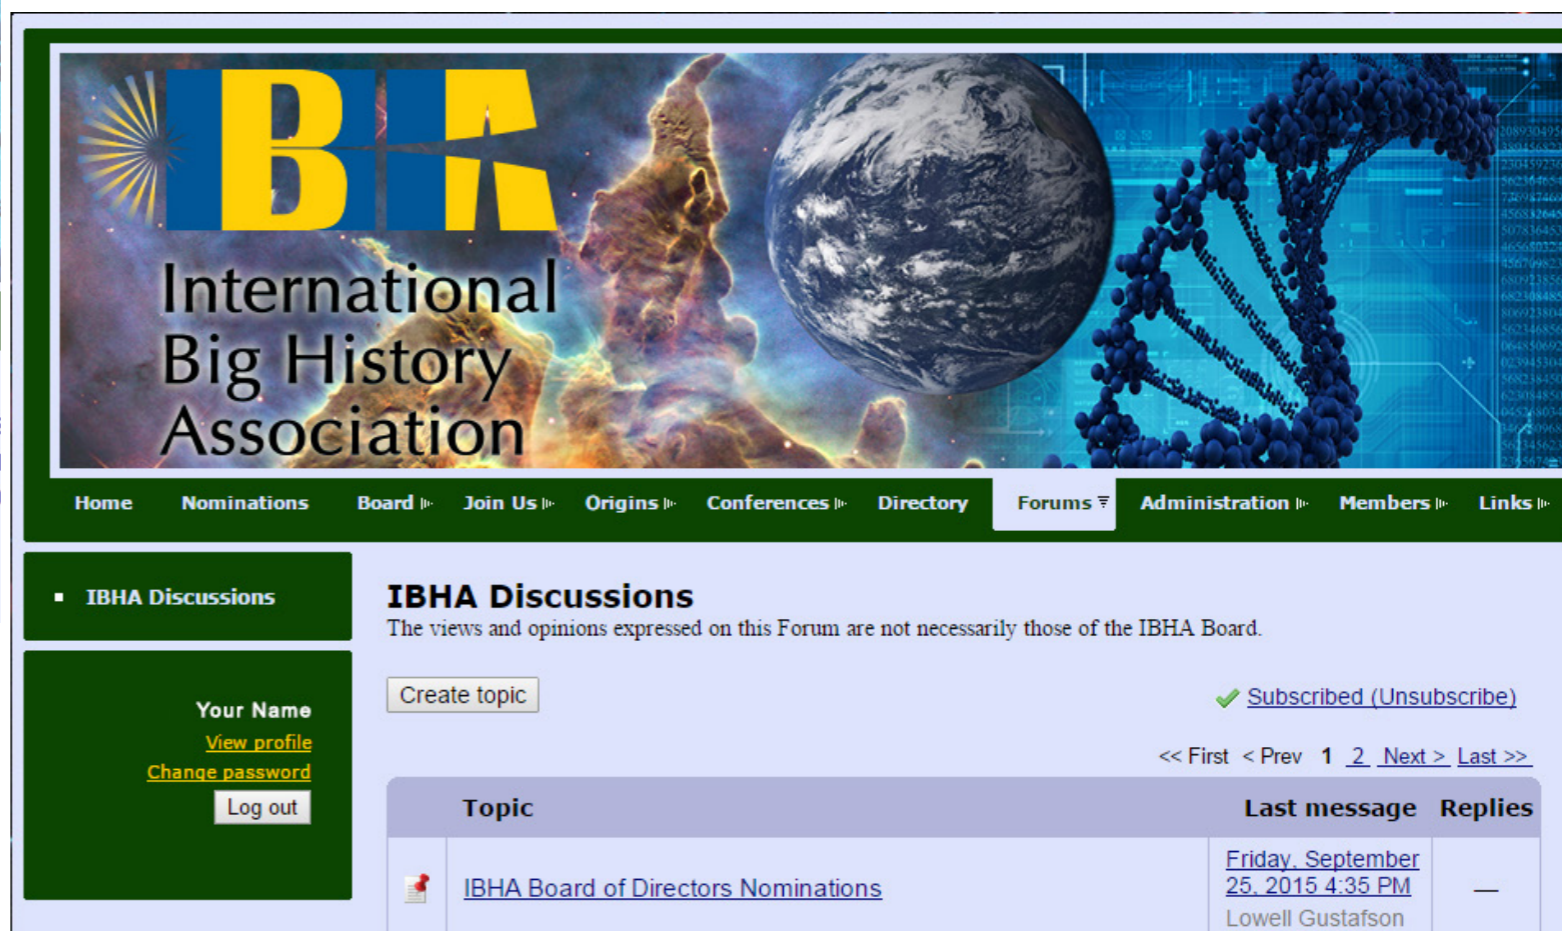 IBHA
International
Big History
Association
Home Nominations Board Join Us Origins Conferences Directory Forums Administration Members Links
IBHA Discussions
Your Name
View profile
Change password
Log out
IBHA Discussions
The views and opinions expressed on this Forum are not necessarily those of the IBHA Board.
Create topic
Subscribed (Unsubscribe)
<< First < Prev 1 2 Next > Last >>
Topic Last message Replies
IBHA Board of Directors Nominations
Friday, September
25, 2015 4:35 PM
—
Lowell Gustafson